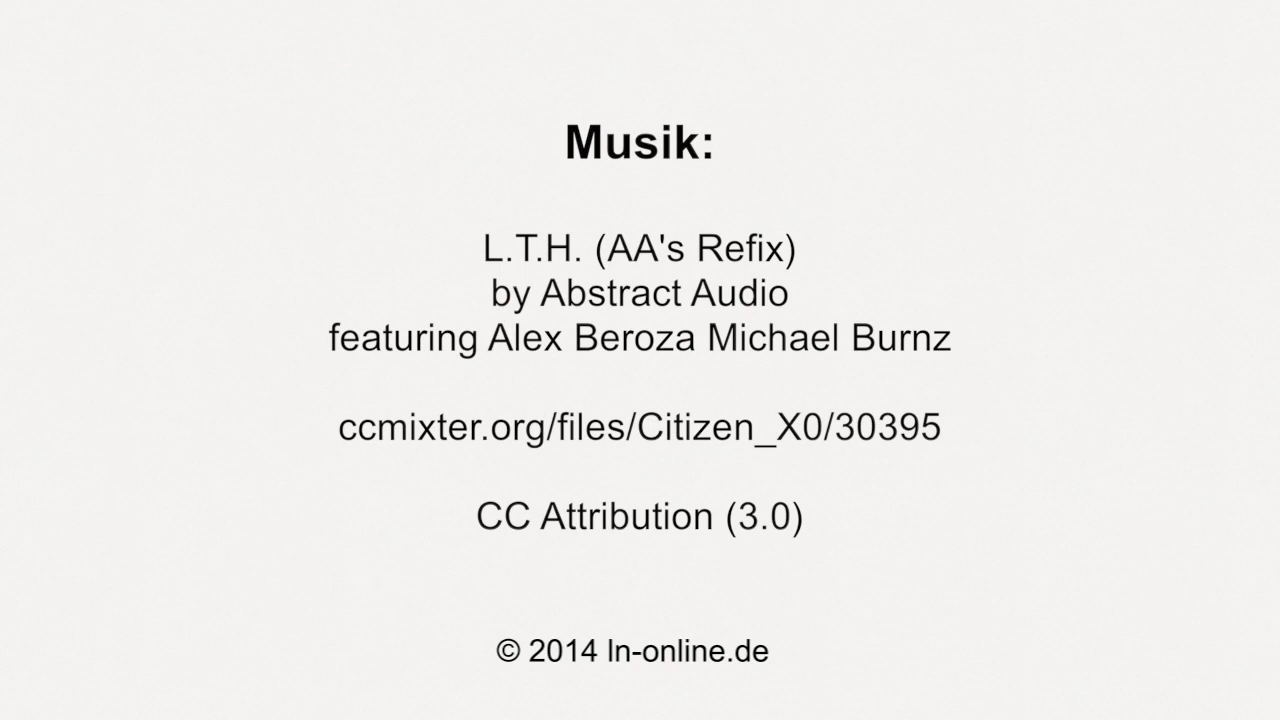 Musik:
L.T.H. (AA's Refix)
by Abstract Audio
featuring Alex Beroza Michael Burnz
ccmixter.org/files/Citizen_X0/30395
CC Attribution (3.0)
© 2014 ln-online.de